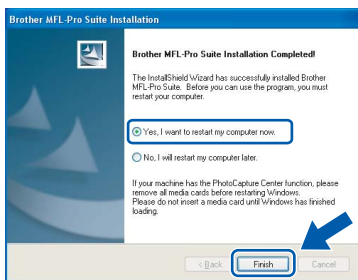 Brother MFL-Pro Suite Installation
Brother MFL-Pro Suite Installation Completed!
The InstallShield Wizard has successfully installed Brother
MFL-Pro Suite. Before you can use the program, you must
restart your computer.
Yes, I want to restart my computer now.
No, I will restart my computer later.
If your machine has the PhotoCapture Center function, please
remove all media cards before restarting Windows.
Please do not insert a media card until Windows has finished
loading.
< Back Finish Cancel